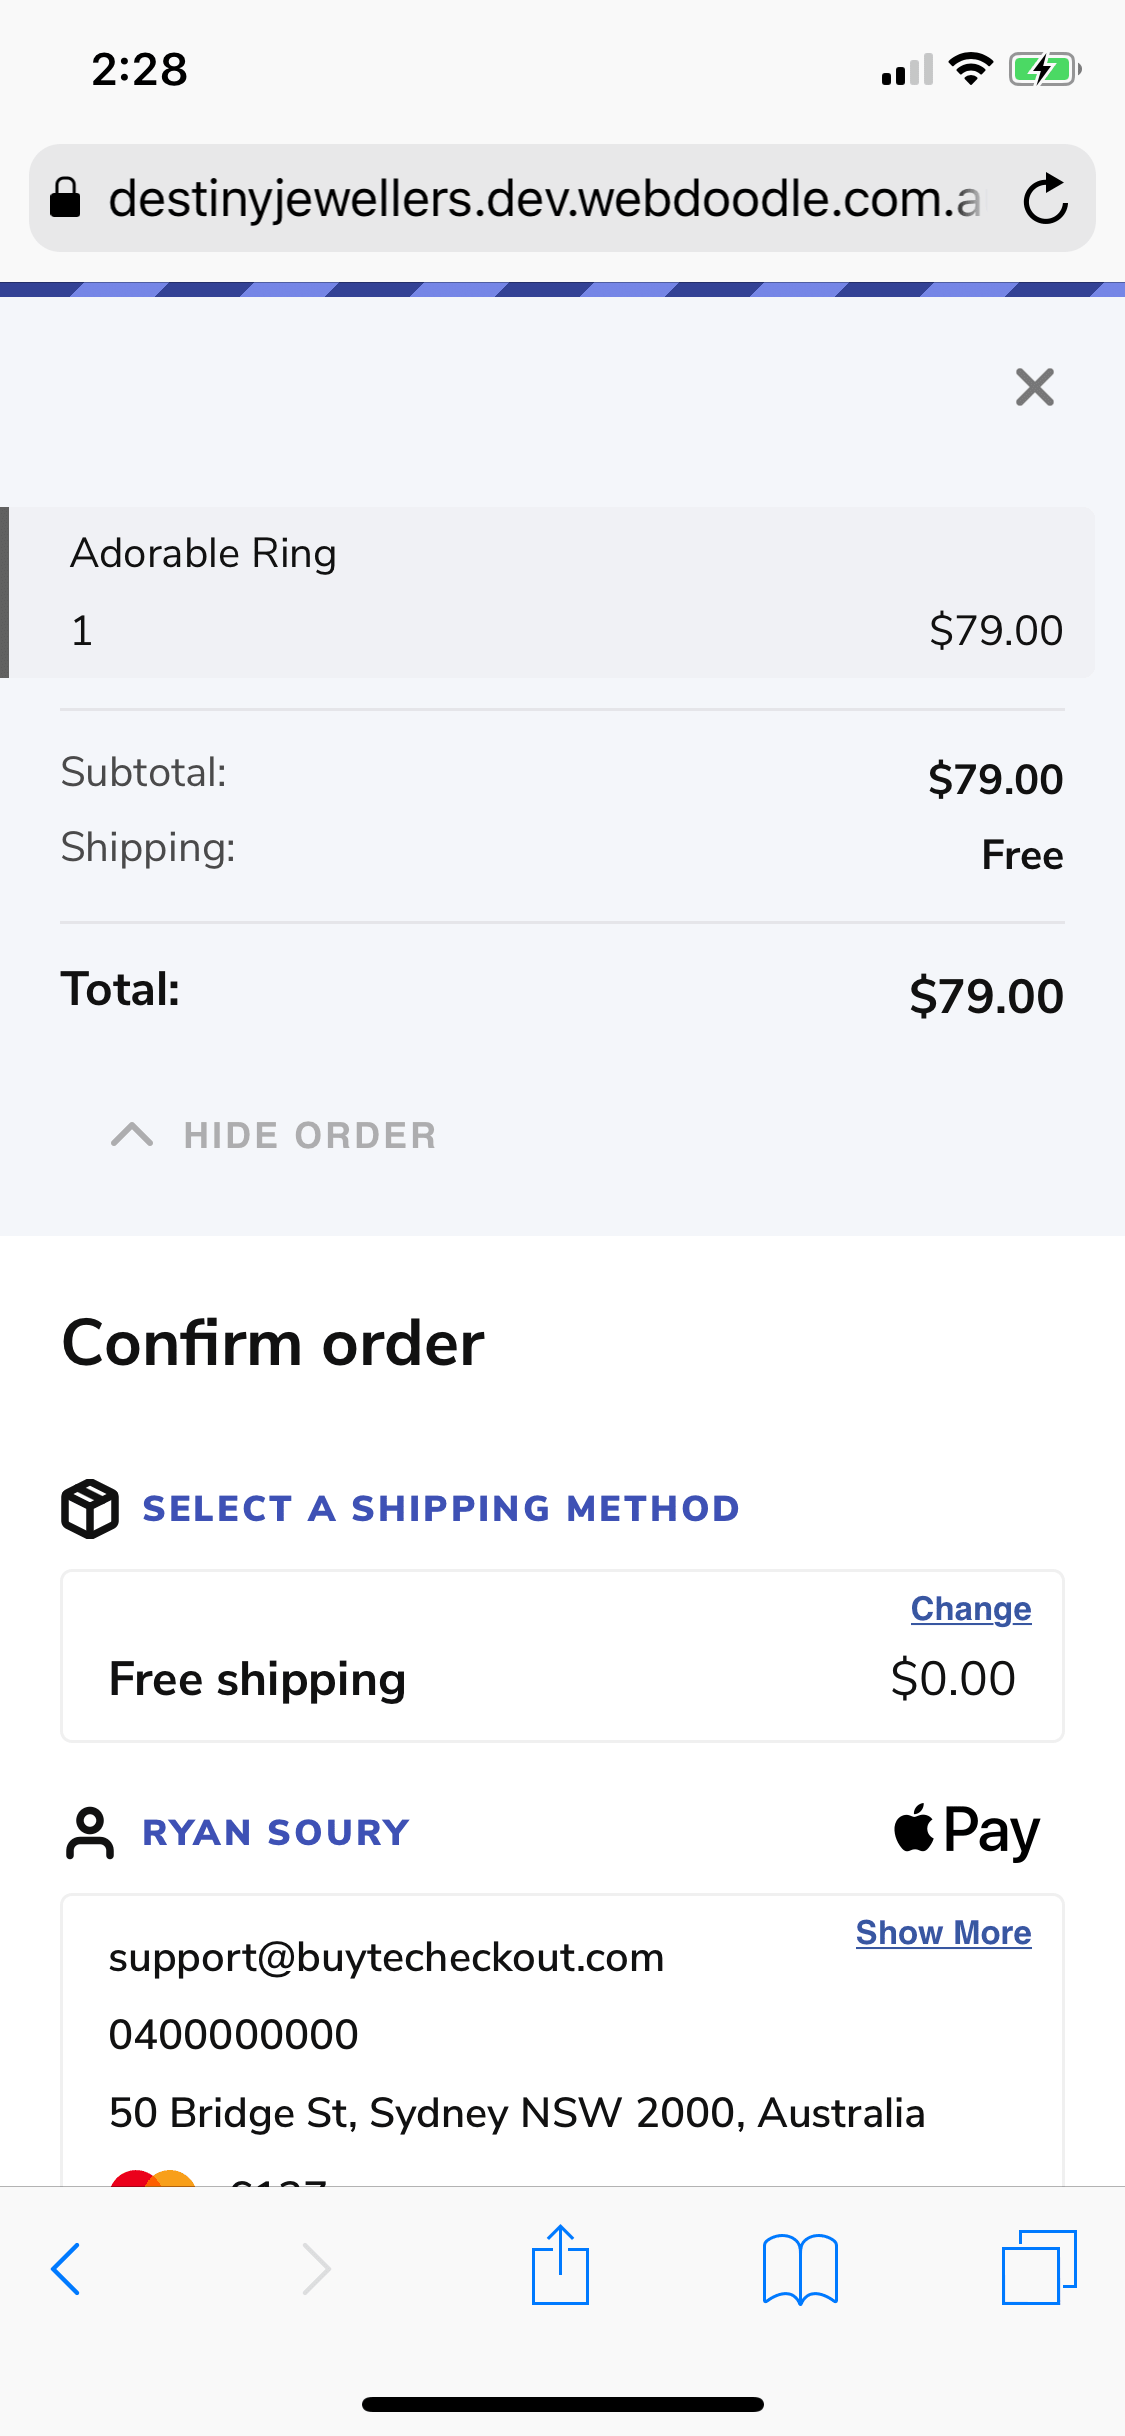 2:28
destinyjewellers.dev.webdoodle.com.a
Adorable Ring
1 $79.00
Subtotal: $79.00
Shipping: Free
Total: $79.00
HIDE ORDER
Confirm order
SELECT A SHIPPING METHOD
Change
Free shipping $0.00
RYAN SOURY Pay
Show More
support@buytecheckout.com
0400000000
50 Bridge St, Sydney NSW 2000, Australia